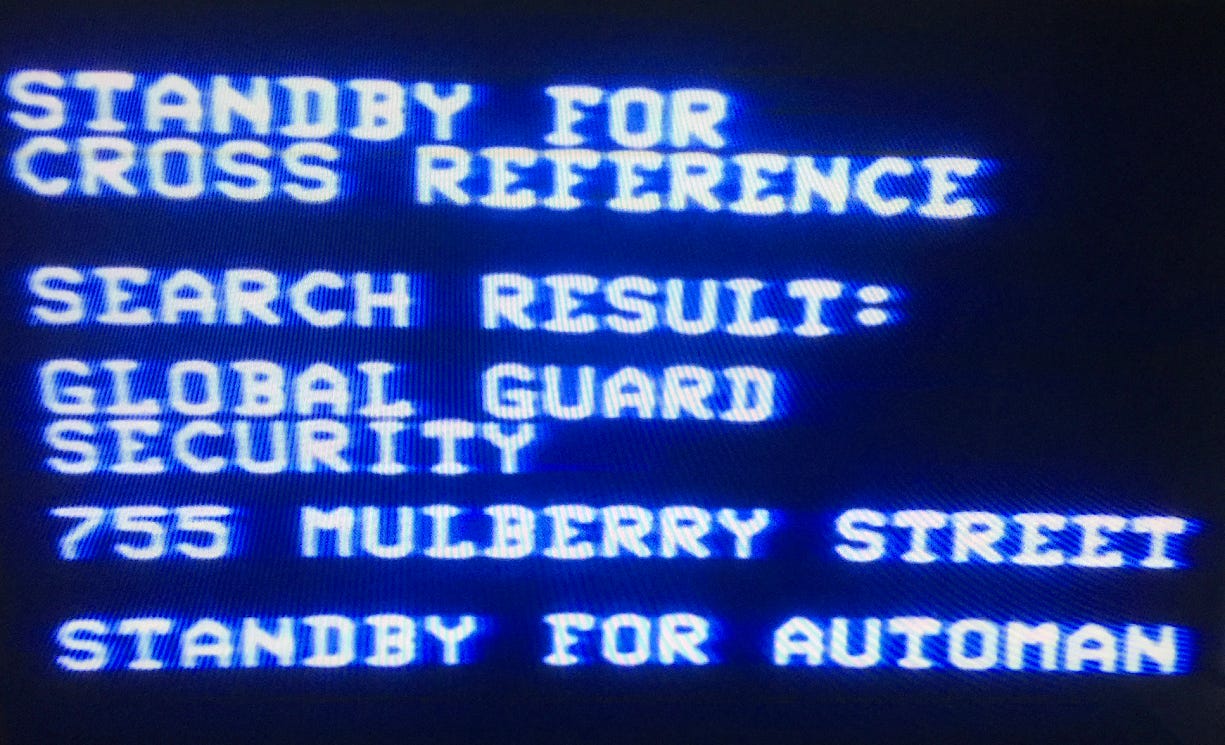 STANDBY FOR
CROSS REFERENCE
SEARCH RESULT:
GLOBAL GUARD
SECURITY
755 MULBERRY STREET
STANDBY FOR AUTOMAN